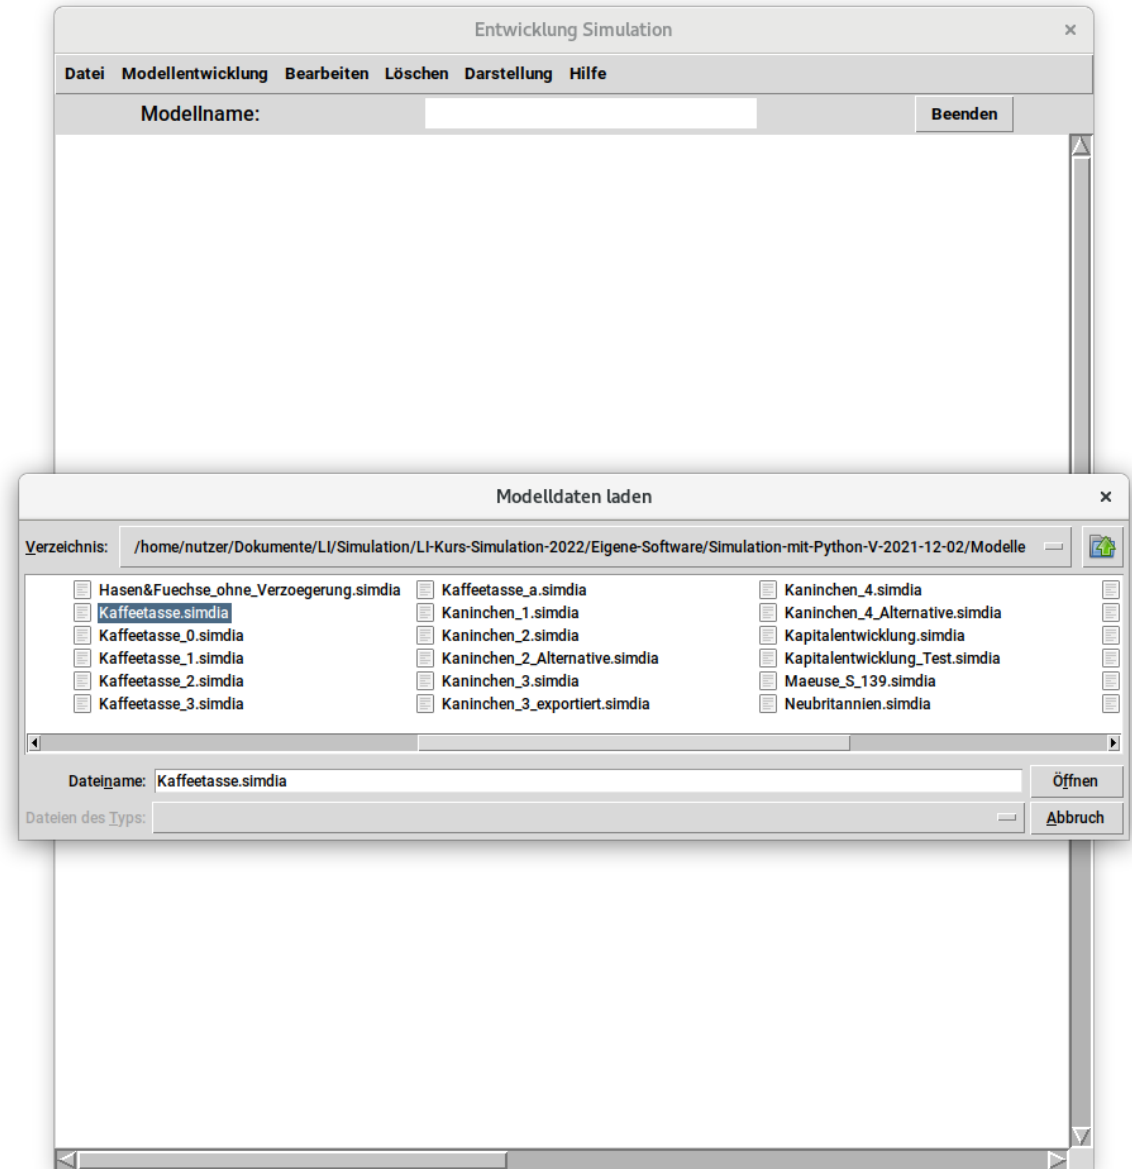 Entwicklung Simulation
Datei Modellentwicklung Bearbeiten Löschen Darstellung Hilfe
Modellname: Beenden
Modelldaten laden
Verzeichnis: /home/nutzer/Dokumente/LI/Simulation/LI-Kurs-Simulation-2022/Eigene-Software/Simulation-mit-Python-V-2021-12-02/Modelle
Hasen&Fuechse_ohne_Verzoegerung.simdia Kaffeetasse_a.simdia Kaninchen_4.simdia
Kaffeetasse.simdia Kaninchen_1.simdia Kaninchen_4_Alternative.simdia
Kaffeetasse_0.simdia Kaninchen_2.simdia Kapitalentwicklung.simdia
Kaffeetasse_1.simdia Kaninchen_2_Alternative.simdia Kapitalentwicklung_Test.simdia
Kaffeetasse_2.simdia Kaninchen_3.simdia Maeuse_S_139.simdia
Kaffeetasse_3.simdia Kaninchen_3_exportiert.simdia Neubritannien.simdia
Dateiname: Kaffeetasse.simdia Öffnen
Dateien des Typs: Abbruch